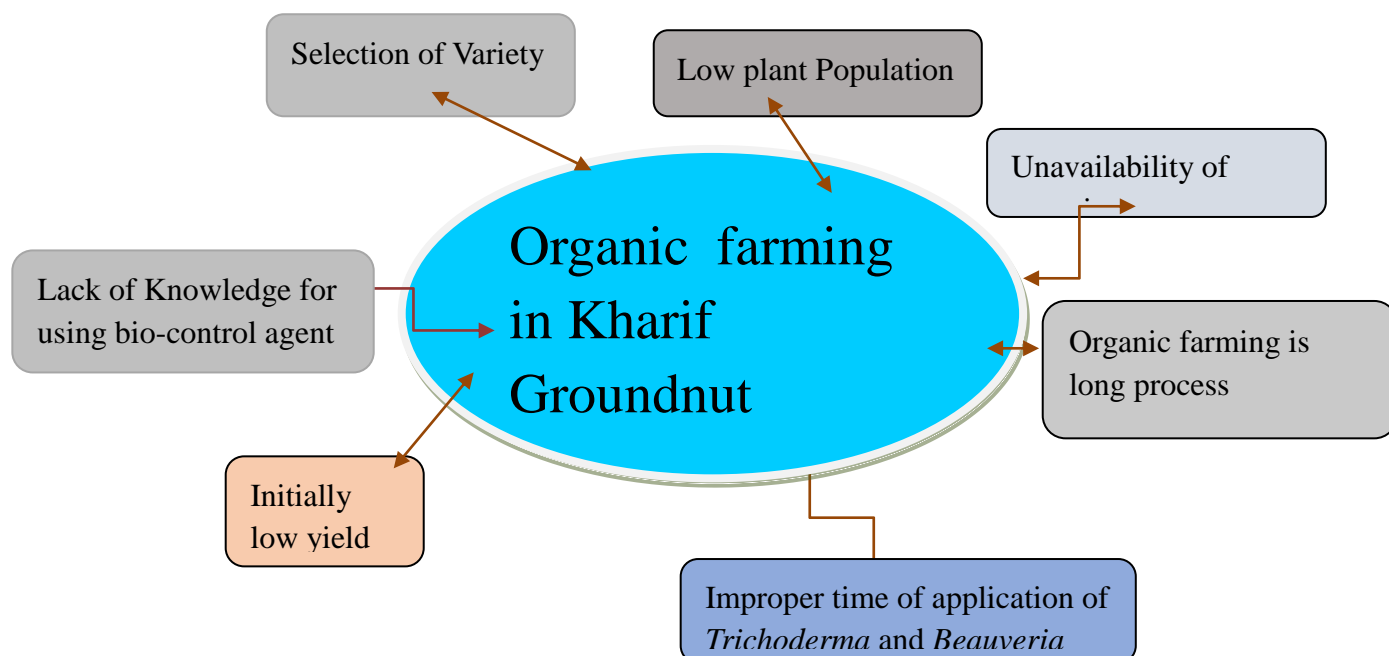 Selection of Variety
Low plant Population
Unavailability of
Organic farming
in Kharif
Groundnut
Lack of Knowledge for
using bio-control agent
Organic farming is
long process
Initially
low yield
Improper time of application of
Trichoderma and Beauveria